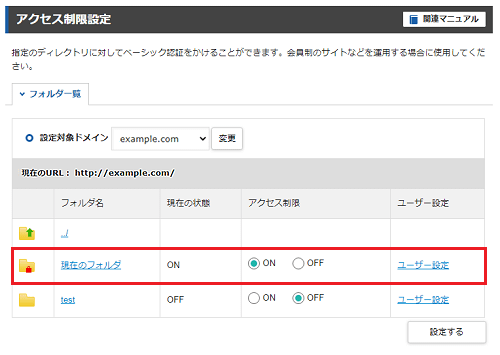 アクセス制限設定
関連マニュアル
指定のディレクトリに対してベーシック認証をかけることができます。会員制のサイトなどを運用する場合に使用してくだ
さい。
フォルダ一覧
設定対象ドメイン example.com 変更
現在のURL： http://example.com/
フォルダ名 現在の状態 アクセス制限 ユーザー設定
../
現在のフォルダ ON ON OFF ユーザー設定
test OFF ON OFF ユーザー設定
設定する